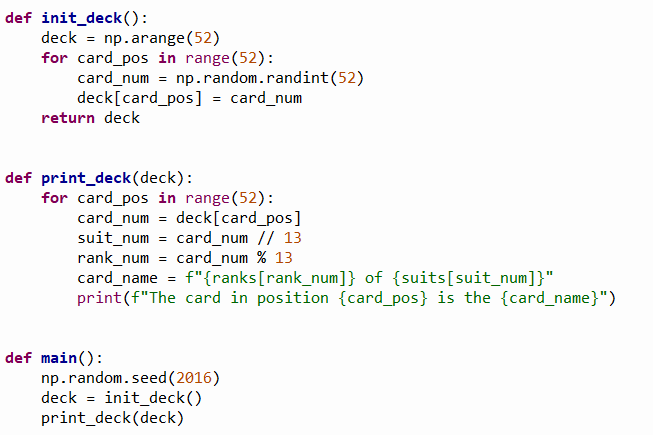 def init_deck():
    deck = np.arange(52)
    for card_pos in range(52):
        card_num = np.random.randint(52)
        deck[card_pos] = card_num
    return deck
def print_deck(deck):
    for card_pos in range(52):
        card_num = deck[card_pos]
        suit_num = card_num // 13
        rank_num = card_num % 13
        card_name = f"{ranks[rank_num]} of {suits[suit_num]}"
        print(f"The card in position {card_pos} is the {card_name}")
def main():
    np.random.seed(2016)
    deck = init_deck()
    print_deck(deck)